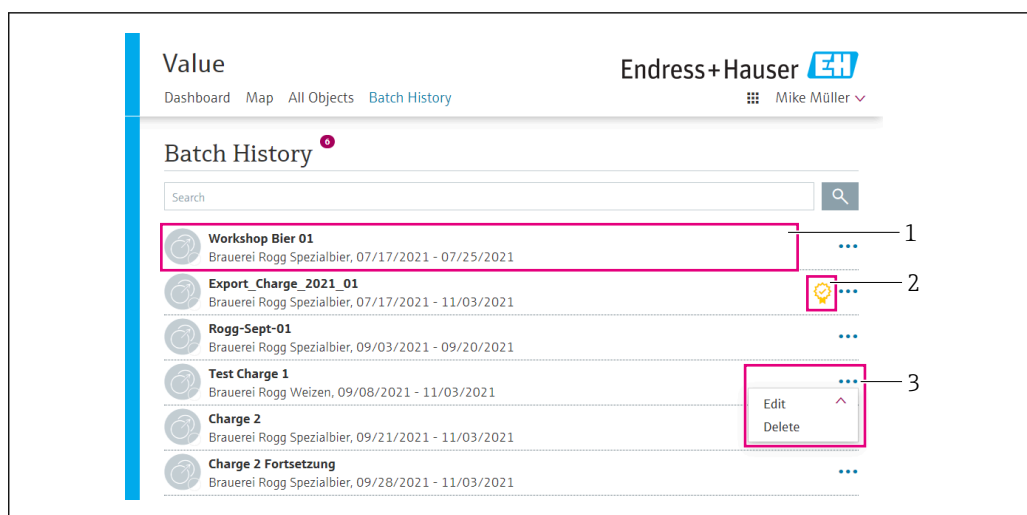 Value
Endress+Hauser EH
Dashboard Map All Objects Batch History
Mike Müller
Batch History 6
Search
Workshop Bier 01
1
Brauerei Rogg Spezialbier, 07/17/2021 - 07/25/2021
Export_Charge_2021_01
2
Brauerei Rogg Spezialbier, 07/17/2021 - 11/03/2021
Rogg-Sept-01
Brauerei Rogg Spezialbier, 09/03/2021 - 09/20/2021
Test Charge 1
3
Brauerei Rogg Weizen, 09/08/2021 - 11/03/2021
Edit
Delete
Charge 2
Brauerei Rogg Spezialbier, 09/21/2021 - 11/03/2021
Charge 2 Fortsetzung
Brauerei Rogg Spezialbier, 09/28/2021 - 11/03/2021